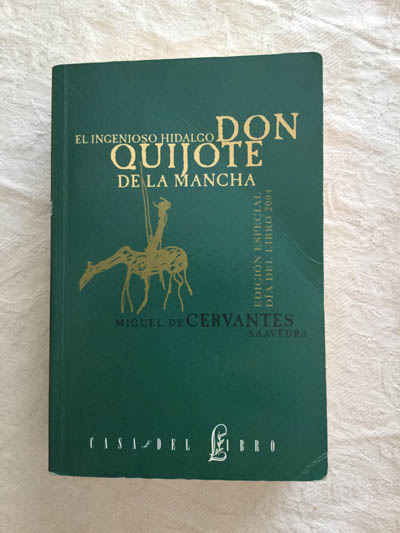 EL INGENIOSO HIDALGO DON
QUIJOTE
DE LA MANCHA
EDICIÓN ESPECIAL
DÍA DEL LIBRO 2004
MIGUEL DE CERVANTES
SAAVEDRA
CASA DEL LIBRO